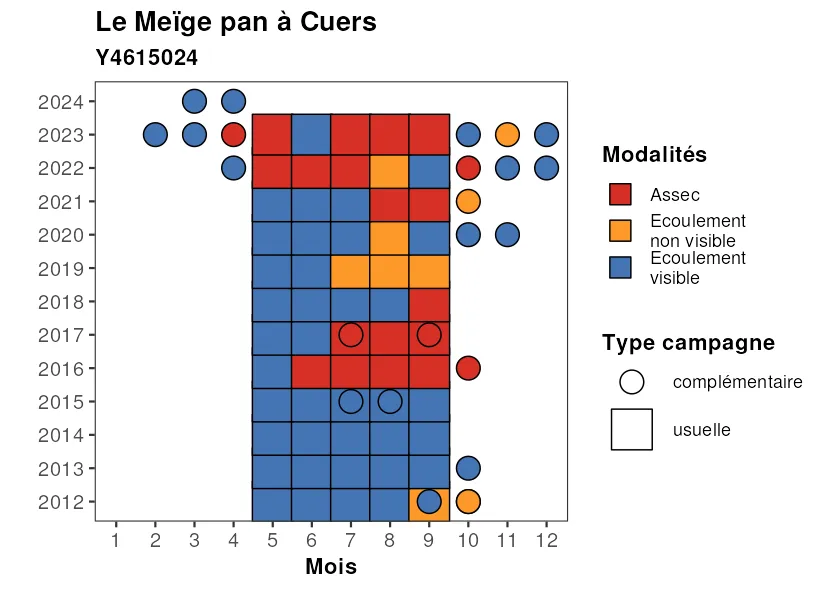 Le Meïge pan à Cuers
Y4615024
2024
2023
2022
2021
2020
2019
2018
2017
2016
2015
2014
2013
2012
1 2 3 4 5 6 7 8 9 10 11 12
Mois
Modalités
Assec
Ecoulement
non visible
Ecoulement
visible
Type campagne
complémentaire
usuelle